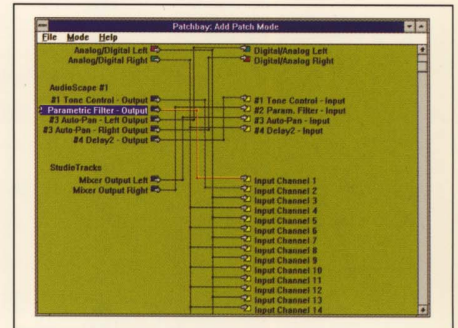 Patchbay: Add Patch Mode
File Mode Help
Analog/Digital Left
Analog/Digital Right
Digital/Analog Left
Digital/Analog Right
AudioScape #1
#1 Tone Control - Output
Parametric Filter - Output
#3 Auto-Pan - Left Output
#3 Auto-Pan - Right Output
#4 Delay2 - Output
#1 Tone Control - Input
#2 Param. Filter - Input
#3 Auto-Pan - Input
#4 Delay2 - Input
StudioTracks
Mixer Output Left
Mixer Output Right
Input Channel 1
Input Channel 2
Input Channel 3
Input Channel 4
Input Channel 5
Input Channel 6
Input Channel 7
Input Channel 8
Input Channel 9
Input Channel 10
Input Channel 11
Input Channel 12
Input Channel 13
Input Channel 14